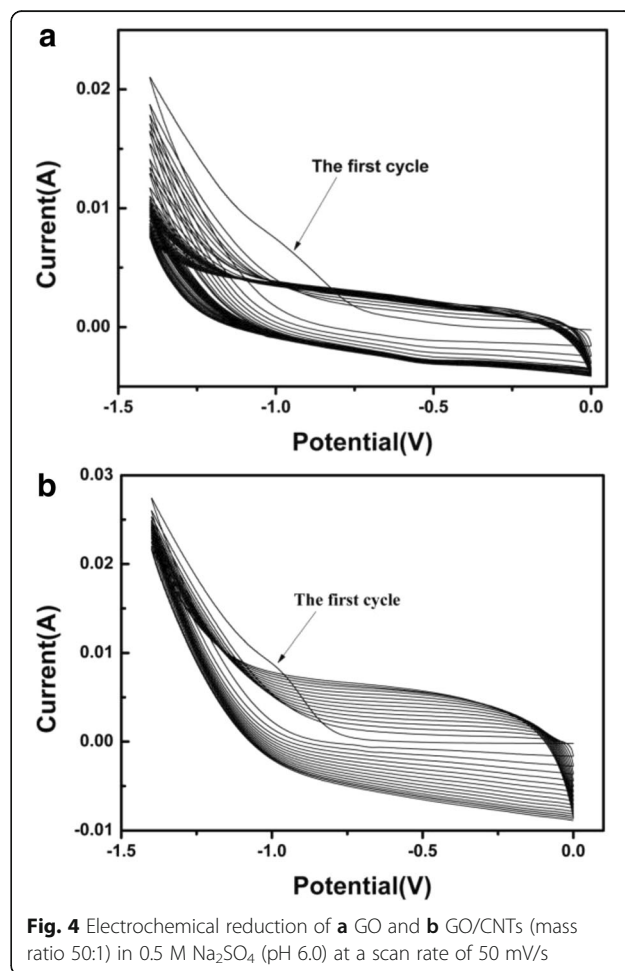 a
0.02
0.01
0.00
Current(A)
The first cycle
-1.5
-1.0
-0.5
0.0
Potential(V)
b
0.03
0.02
0.01
0.00
-0.01
Current(A)
The first cycle
-1.5
-1.0
-0.5
0.0
Potential(V)
Fig. 4 Electrochemical reduction of a GO and b GO/CNTs (mass
ratio 50:1) in 0.5 M Na₂SO₄ (pH 6.0) at a scan rate of 50 mV/s